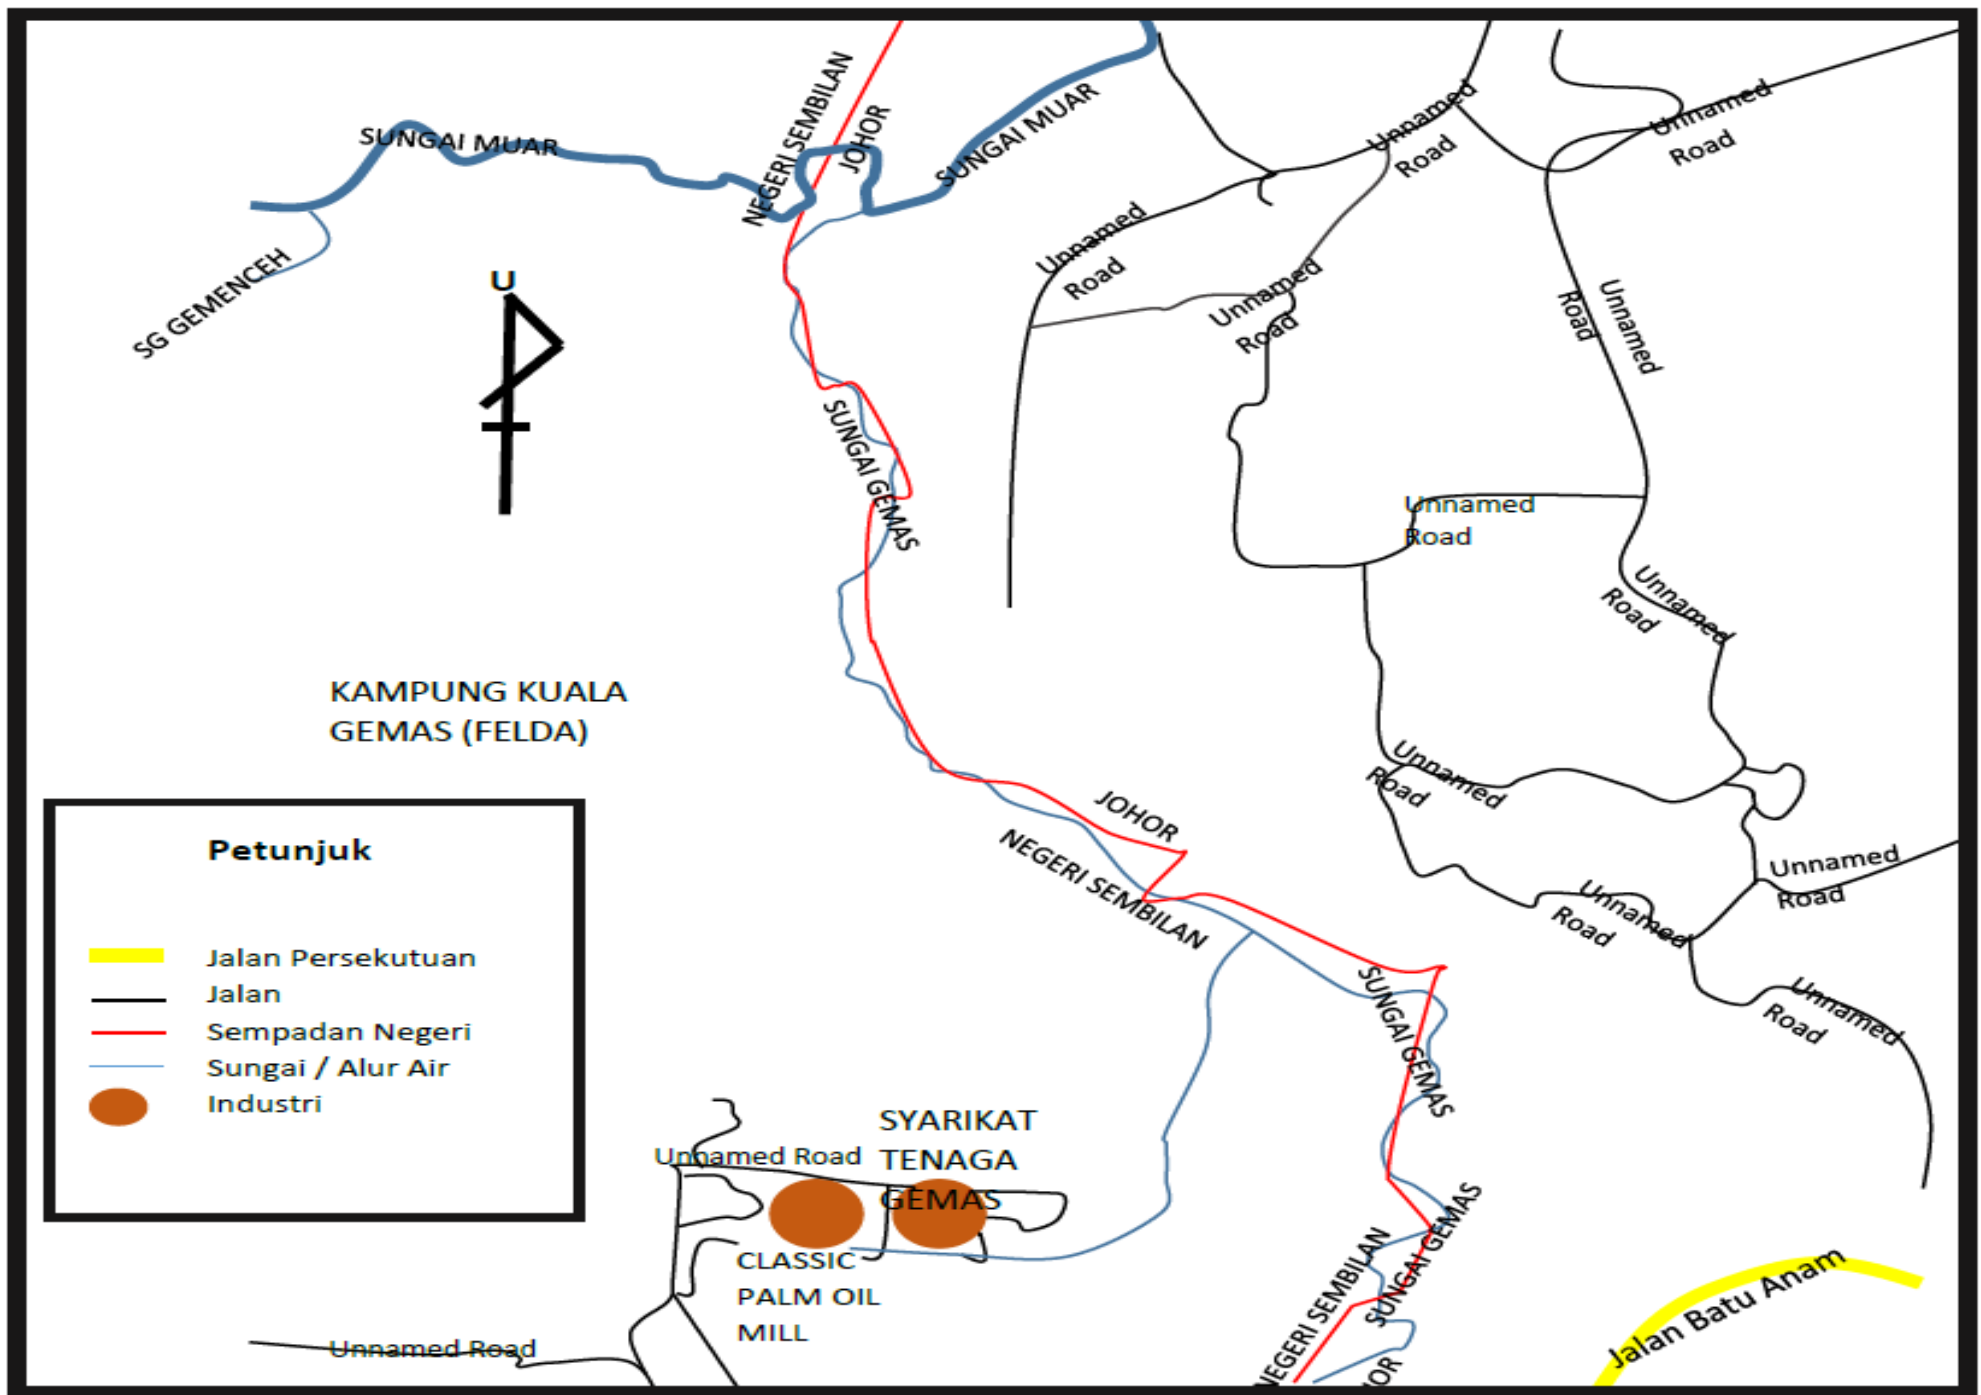 NEGERI SEMBILAN
JOHOR
SUNGAI MUAR
SUNGAI MUAR
Unnamed
Road
Unnamed
Road
SG GEMENCEH
U
Unnamed
Road
Unnamed
Road
Unnamed
Road
SUNGAI GEMAS
Unnamed
Road
Unnamed
Road
KAMPUNG KUALA
GEMAS (FELDA)
Unnamed
Road
JOHOR
NEGERI SEMBILAN
Unnamed
Road
Unnamed
Road
SUNGAI GEMAS
Unnamed
Road
Petunjuk
Jalan Persekutuan
Jalan
Sempadan Negeri
Sungai / Alur Air
Industri
Unnamed Road
SYARIKAT
TENAGA
GEMAS
CLASSIC
PALM OIL
MILL
Unnamed Road
NEGERI SEMBILAN
SUNGAI GEMAS
Jalan Batu Anam